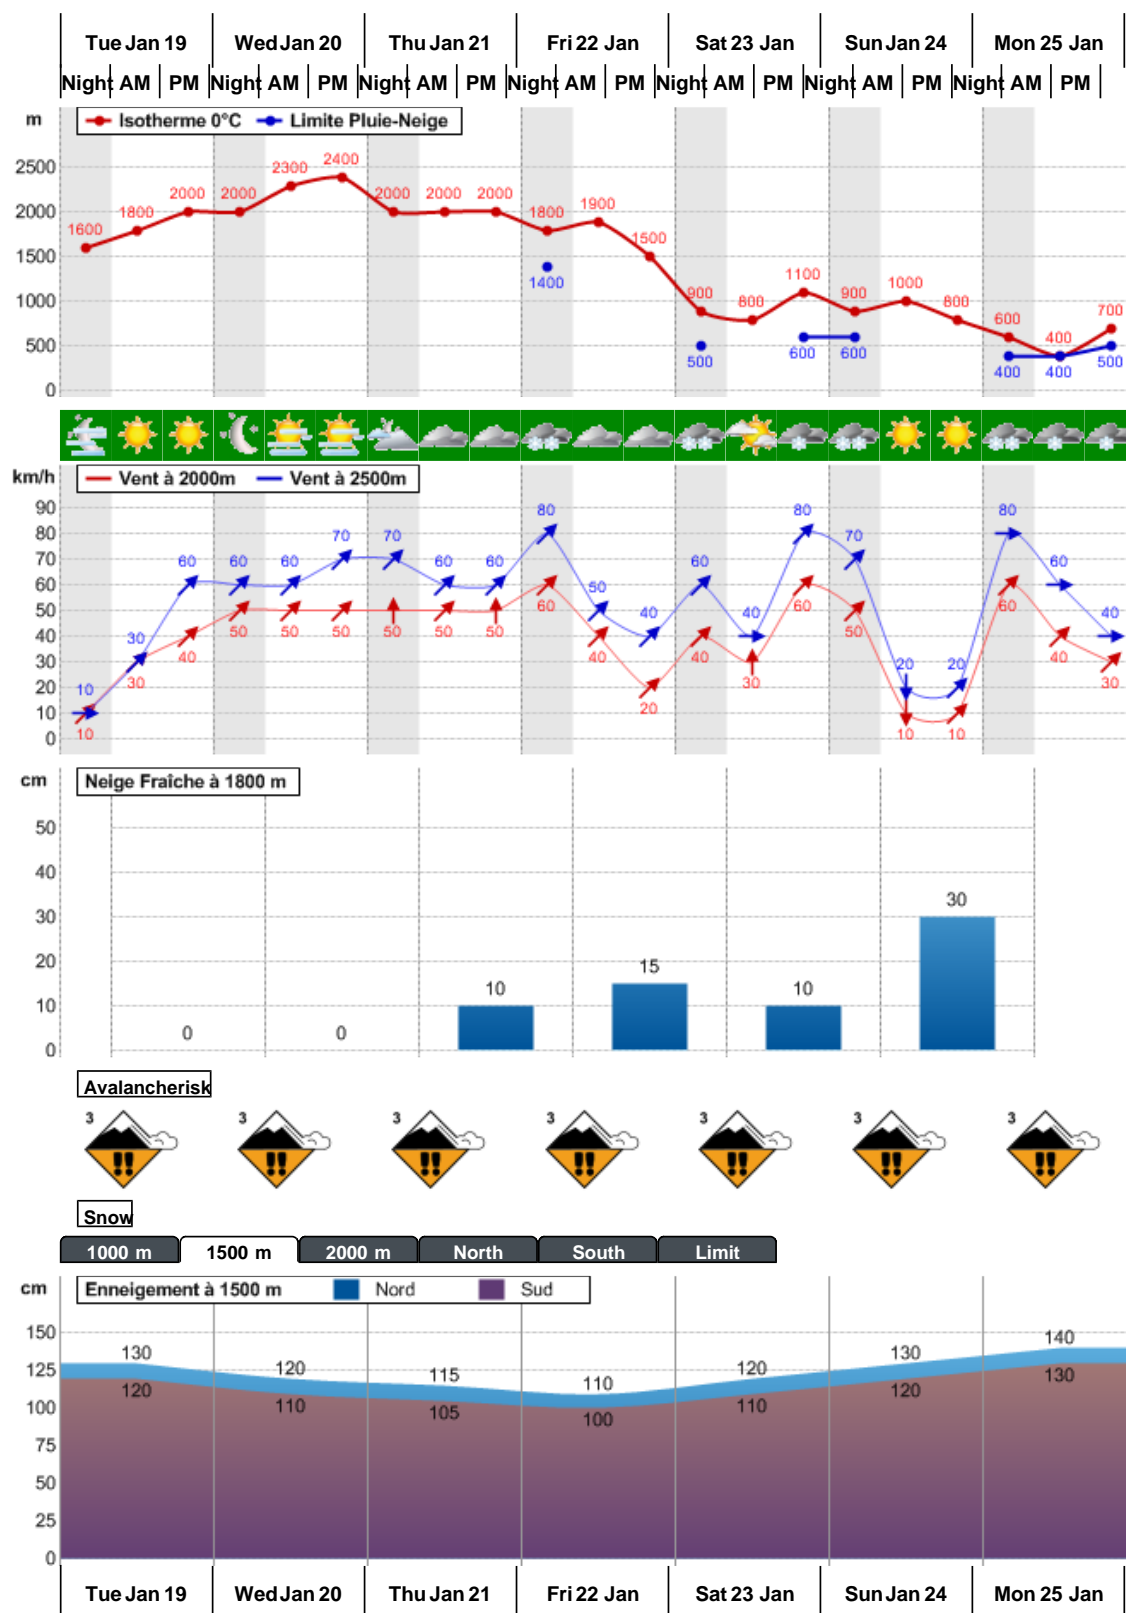 Tue Jan 19 Wed Jan 20 Thu Jan 21 Fri 22 Jan Sat 23 Jan Sun Jan 24 Mon 25 Jan
Night AM PM Night AM PM Night AM PM Night AM PM Night AM PM Night AM PM Night AM PM
m Isotherme 0°C Limite Pluie-Neige
2500
2000
1500
1000
500
0
1600 1800 2000 2000 2300 2400 2000 2000 2000 1800 1900 1500 900 800 1100 900 1000 800 600 400 700
1400 500 600 600 400 400 500
km/h Vent à 2000m Vent à 2500m
90
80
70
60
50
40
30
20
10
0
10 30 60 60 60 70 70 60 60 80 50 40 60 40 80 70 20 20 80 60 40
10 30 40 50 50 50 50 50 50 60 40 20 40 30 60 50 10 10 60 40 30
cm Neige Fraîche à 1800 m
50
40
30
20
10
0
0 0 10 15 10 30
Avalancherisk
3 3 3 3 3 3 3
Snow
1000 m 1500 m 2000 m North South Limit
cm Enneigement à 1500 m Nord Sud
150
125
100
75
50
25
0
130 120 115 110 120 130 140
120 110 105 100 110 120 130
Tue Jan 19 Wed Jan 20 Thu Jan 21 Fri 22 Jan Sat 23 Jan Sun Jan 24 Mon 25 Jan